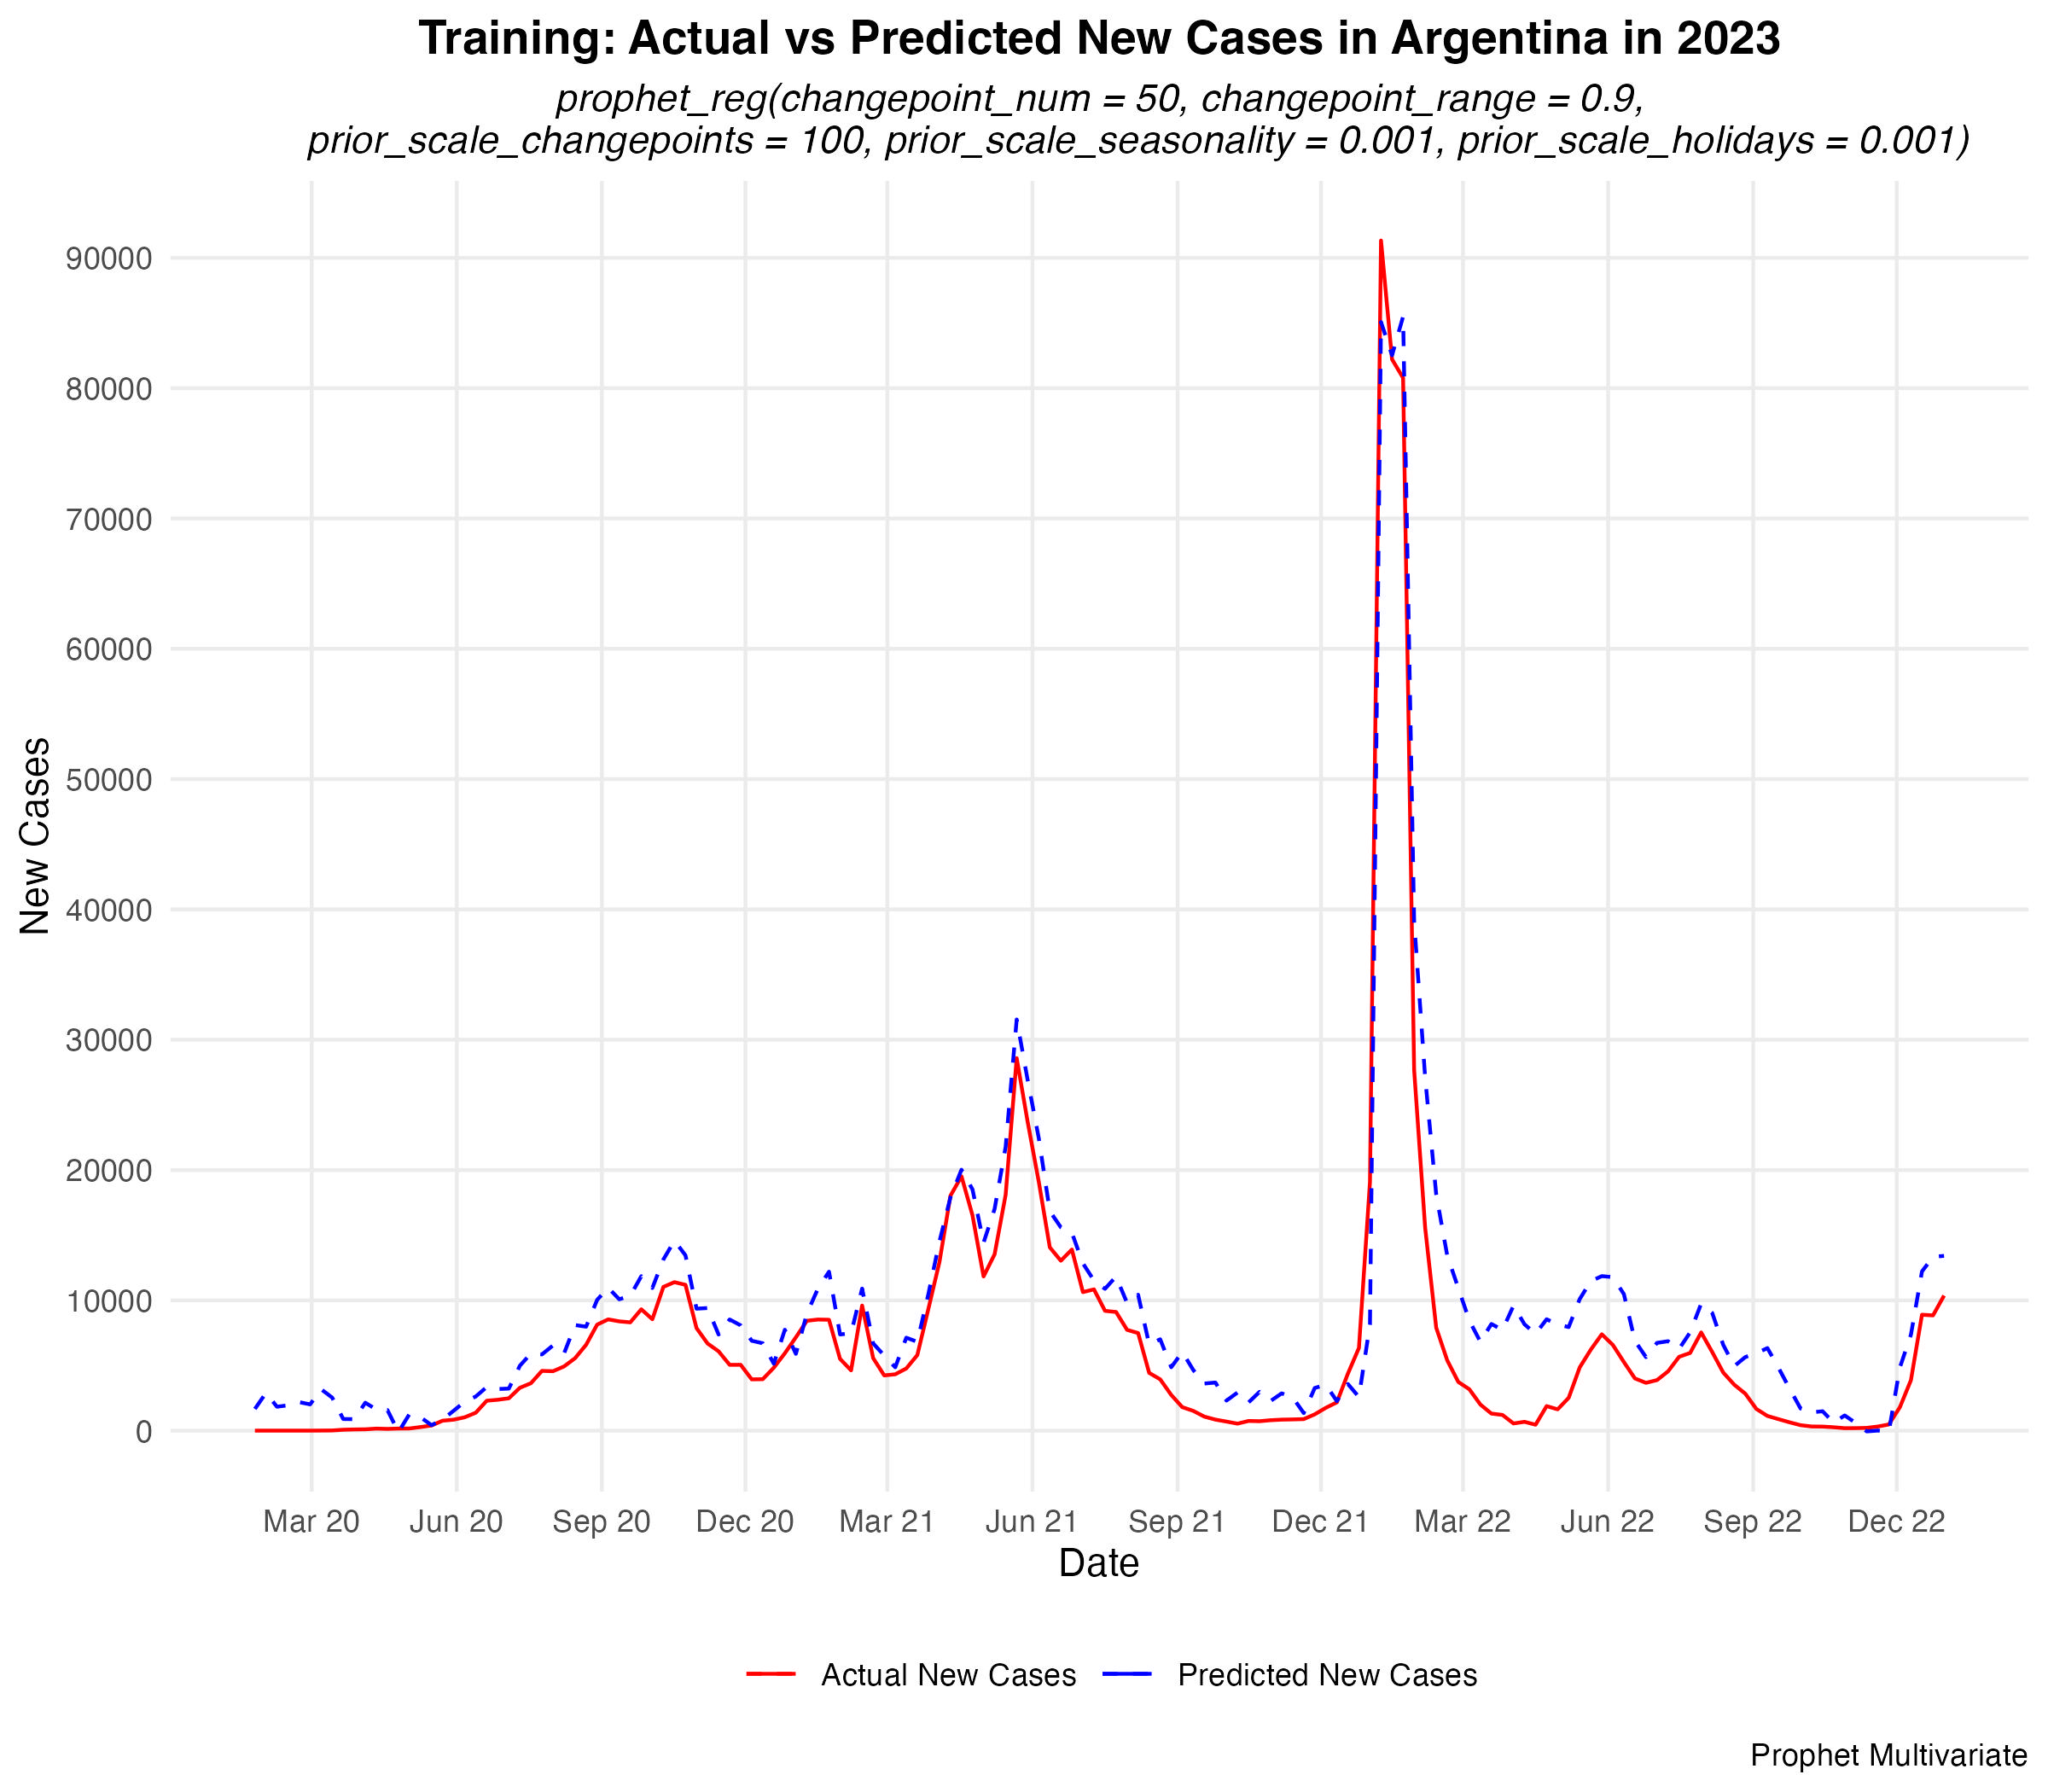 Training: Actual vs Predicted New Cases in Argentina in 2023
prophet_reg(changepoint_num = 50, changepoint_range = 0.9,
prior_scale_changepoints = 100, prior_scale_seasonality = 0.001, prior_scale_holidays = 0.001)
90000
80000
70000
60000
50000
40000
30000
20000
10000
0
New Cases
Mar 20 Jun 20 Sep 20 Dec 20 Mar 21 Jun 21 Sep 21 Dec 21 Mar 22 Jun 22 Sep 22 Dec 22
Date
Actual New Cases Predicted New Cases
Prophet Multivariate